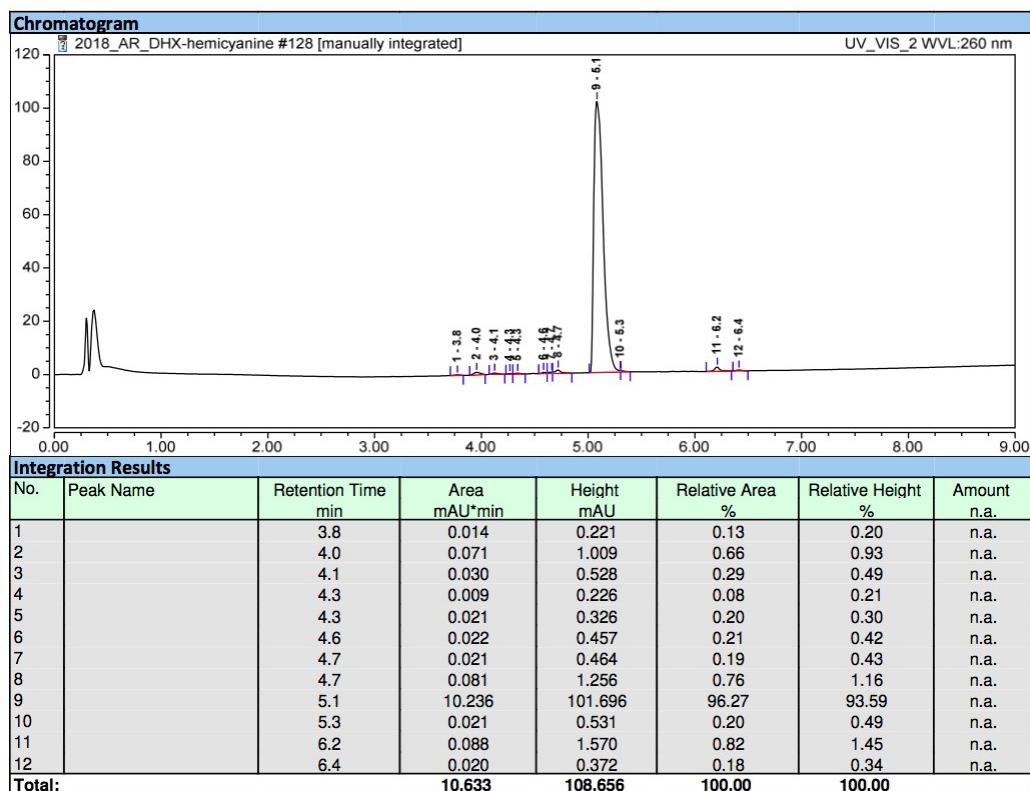 Chromatogram
2018_AR_DHX-hemicyanine #128 [manually integrated] UV_VIS_2 WVL:260 nm
120
100
80
60
40
20
0
-20
1 - 3.8
2 - 4.0
3 - 4.1
4 - 4.3
5 - 4.3
6 - 4.6
8 - 4.7
9 - 5.1
10 - 5.3
11 - 6.2
12 - 6.4
0.00 1.00 2.00 3.00 4.00 5.00 6.00 7.00 8.00 9.00
Integration Results
No. Peak Name Retention Time Area Height Relative Area Relative Height Amount
min mAU*min mAU % % n.a.
1 3.8 0.014 0.221 0.13 0.20 n.a.
2 4.0 0.071 1.009 0.66 0.93 n.a.
3 4.1 0.030 0.528 0.29 0.49 n.a.
4 4.3 0.009 0.226 0.08 0.21 n.a.
5 4.3 0.021 0.326 0.20 0.30 n.a.
6 4.6 0.022 0.457 0.21 0.42 n.a.
7 4.7 0.021 0.464 0.19 0.43 n.a.
8 4.7 0.081 1.256 0.76 1.16 n.a.
9 5.1 10.236 101.696 96.27 93.59 n.a.
10 5.3 0.021 0.531 0.20 0.49 n.a.
11 6.2 0.088 1.570 0.82 1.45 n.a.
12 6.4 0.020 0.372 0.18 0.34 n.a.
Total: 10.633 108.656 100.00 100.00